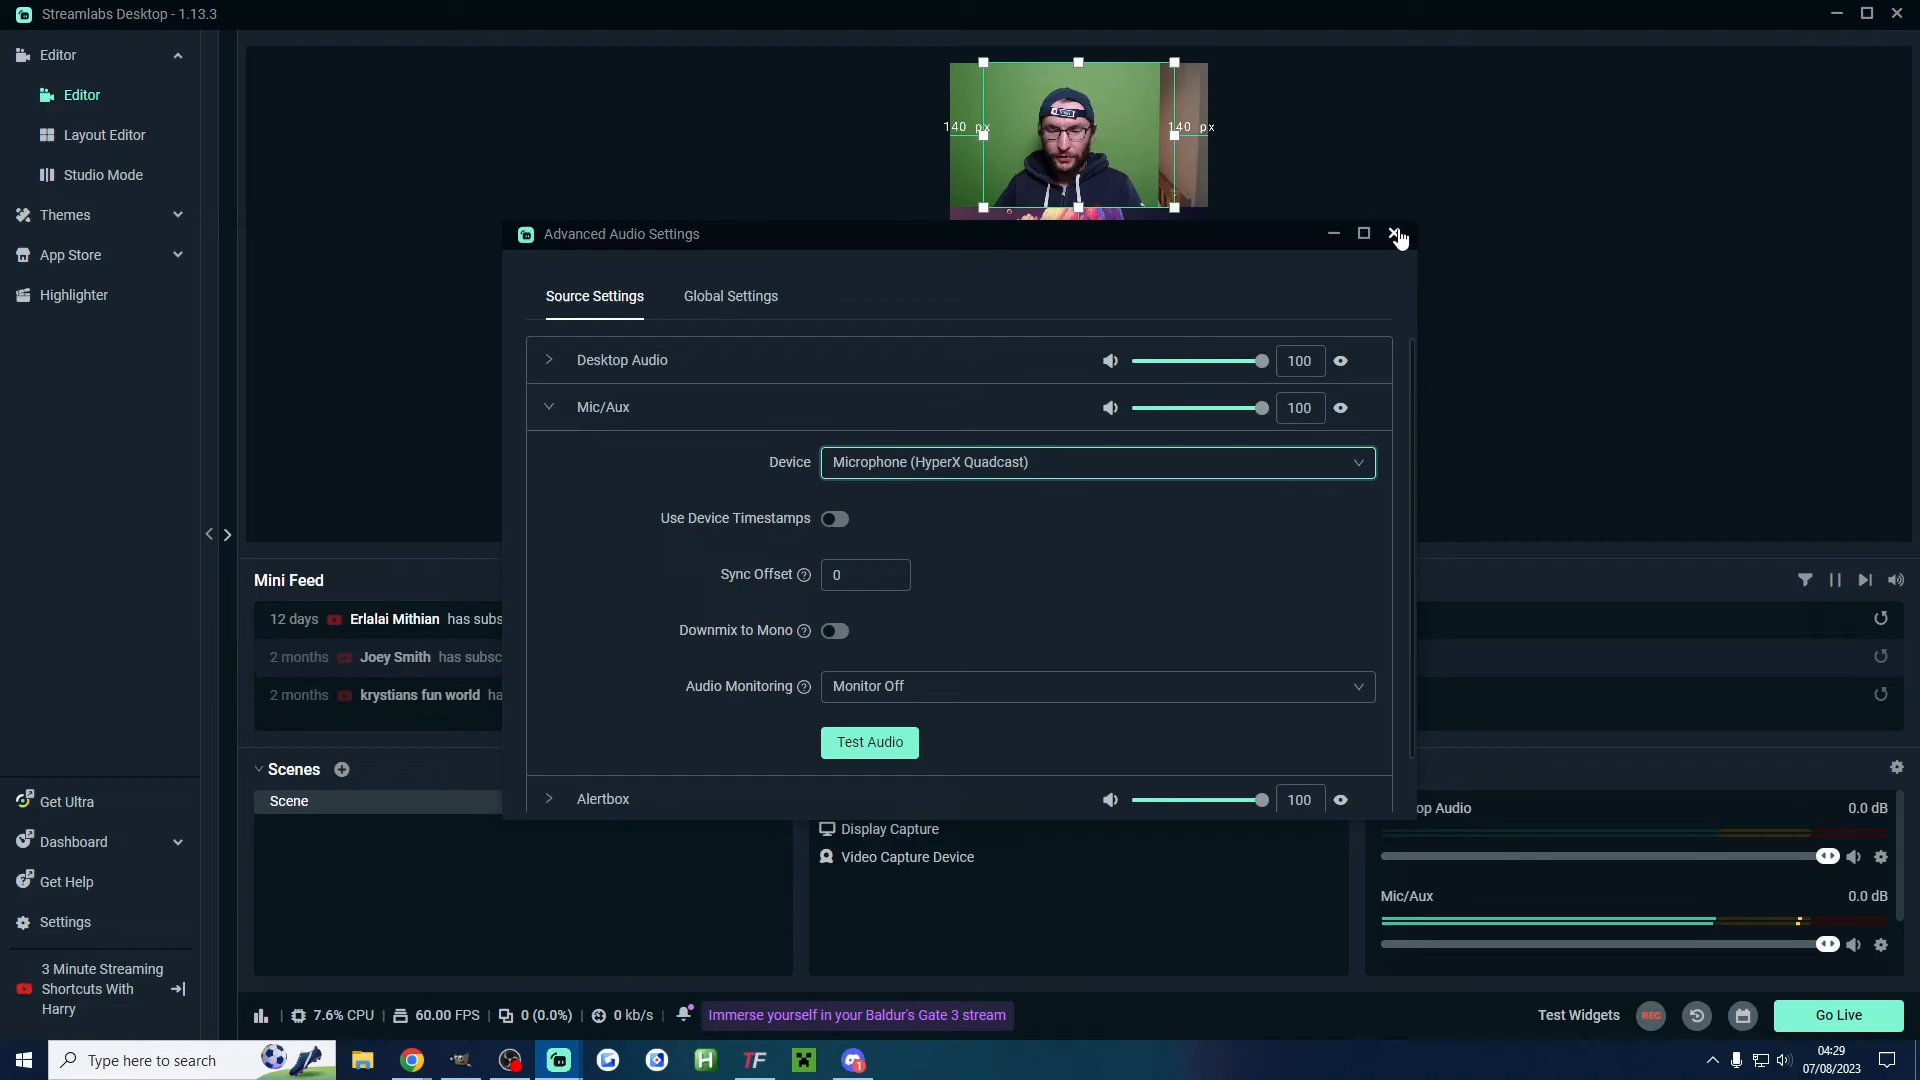 Streamlabs Desktop - 1.13.3
Editor
Editor
Layout Editor
Studio Mode
Themes
App Store
Highlighter
140 px
140 px
Advanced Audio Settings
Source Settings
Global Settings
Desktop Audio
100
Mic/Aux
100
Device
Microphone (HyperX Quadcast)
Use Device Timestamps
Sync Offset
0
Downmix to Mono
Audio Monitoring
Monitor Off
Test Audio
Alertbox
100
Mini Feed
12 days Erlalai Mithian has subs
2 months Joey Smith has subsc
2 months krystians fun world ha
Scenes
Scene
Display Capture
Video Capture Device
op Audio
0.0 dB
Mic/Aux
0.0 dB
Get Ultra
Dashboard
Get Help
Settings
3 Minute Streaming
Shortcuts With
Harry
7.6% CPU
60.00 FPS
0 (0.0%)
0 kb/s
Immerse yourself in your Baldur's Gate 3 stream
Test Widgets
REC
Go Live
Type here to search
H
TF
1
04:29
07/08/2023